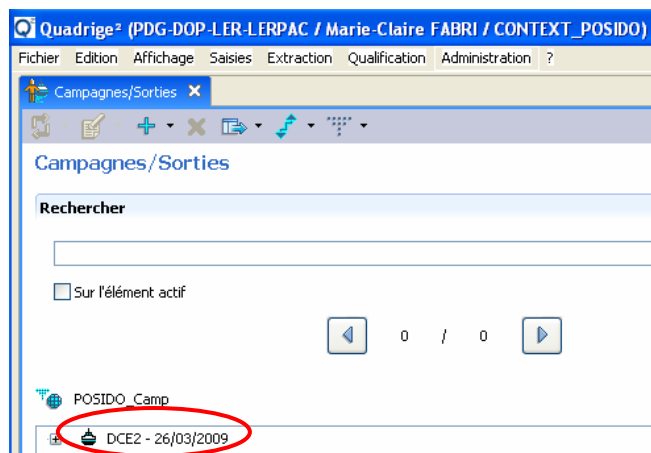 Quadrige² (PDG-DOP-LER-LERPAC / Marie-Claire FABRI / CONTEXT_POSIDO)
Fichier Edition Affichage Saisies Extraction Qualification Administration ?
Campagnes/Sorties
Campagnes/Sorties
Rechercher
Sur l'élément actif
0 / 0
POSIDO_Camp
DCE2 - 26/03/2009